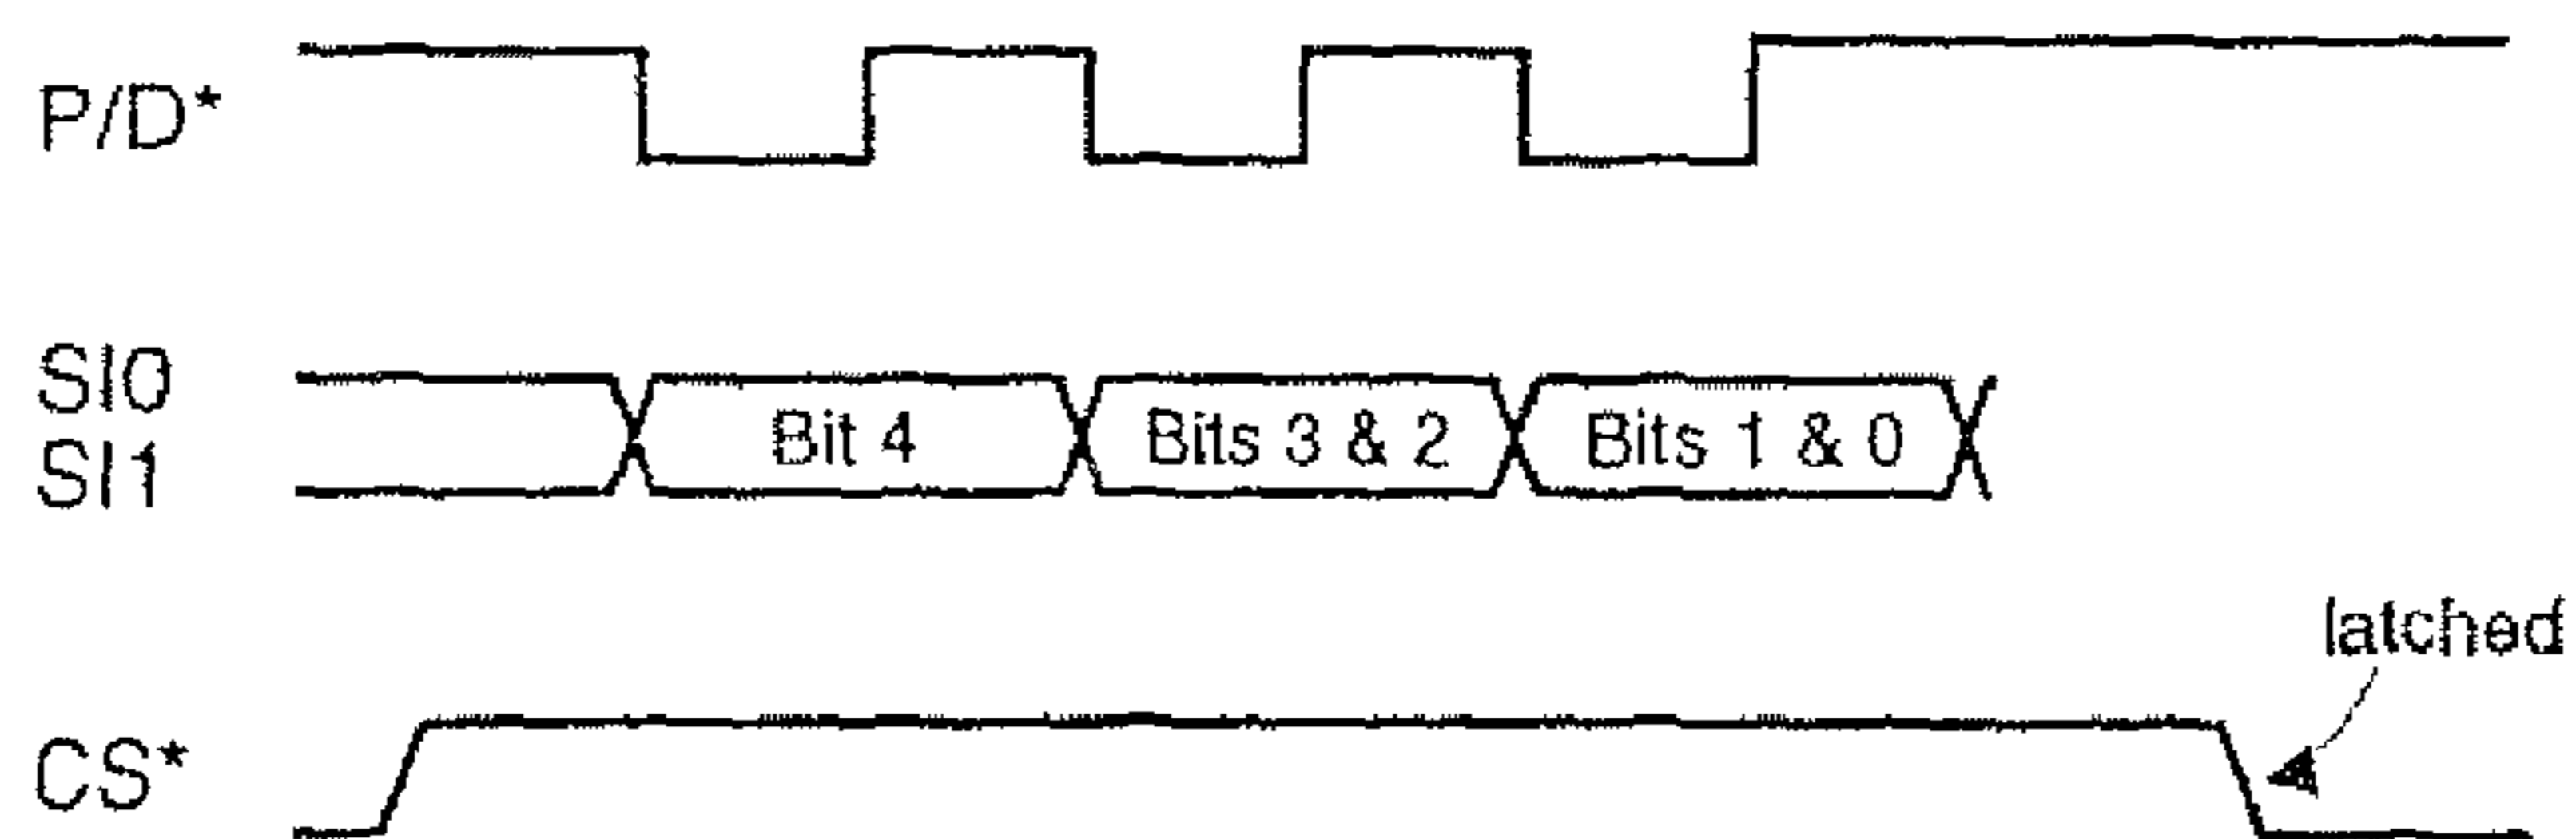 P/D*
SI0
SI1
Bit 4
Bits 3 & 2
Bits 1 & 0
latched
CS*